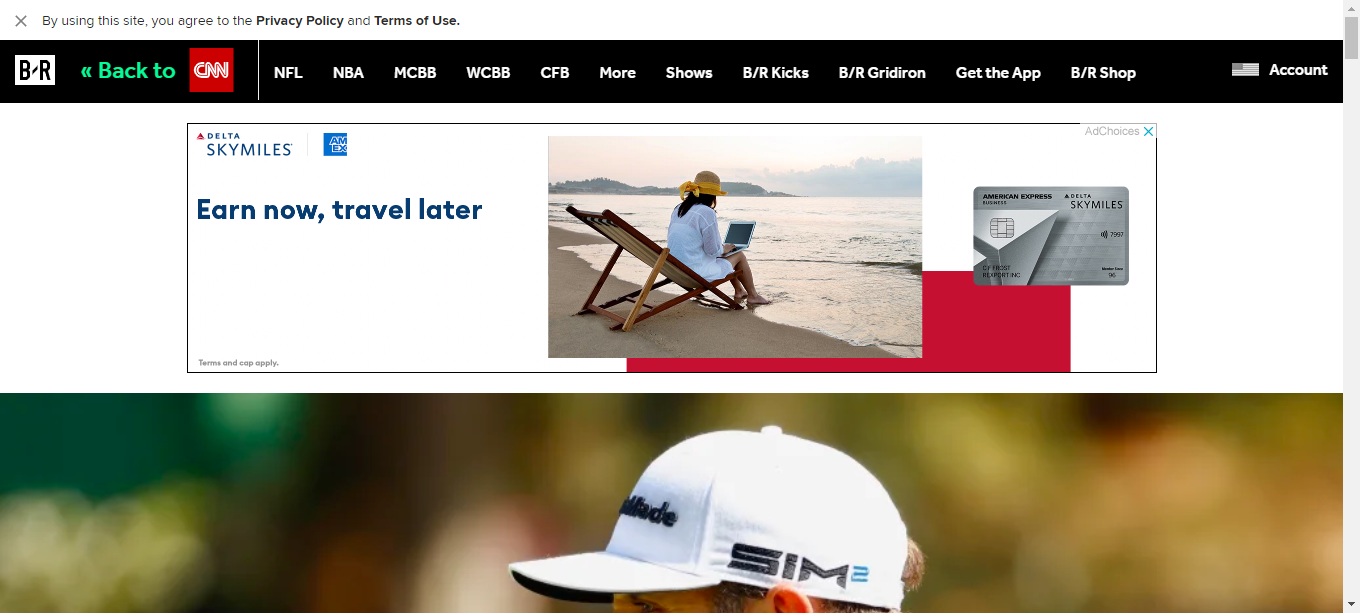 By using this site, you agree to the Privacy Policy and Terms of Use.
B/R
« Back to CNN
NFL NBA MCBB WCBB CFB More Shows B/R Kicks B/R Gridiron Get the App B/R Shop
Account
AdChoices
DELTA
SKYMILES
AM
EX
Earn now, travel later
Terms and cap apply.
AMERICAN EXPRESS
BUSINESS
DELTA
SKYMILES
7997
C F FROST
REXPORT INC
96
SIM2